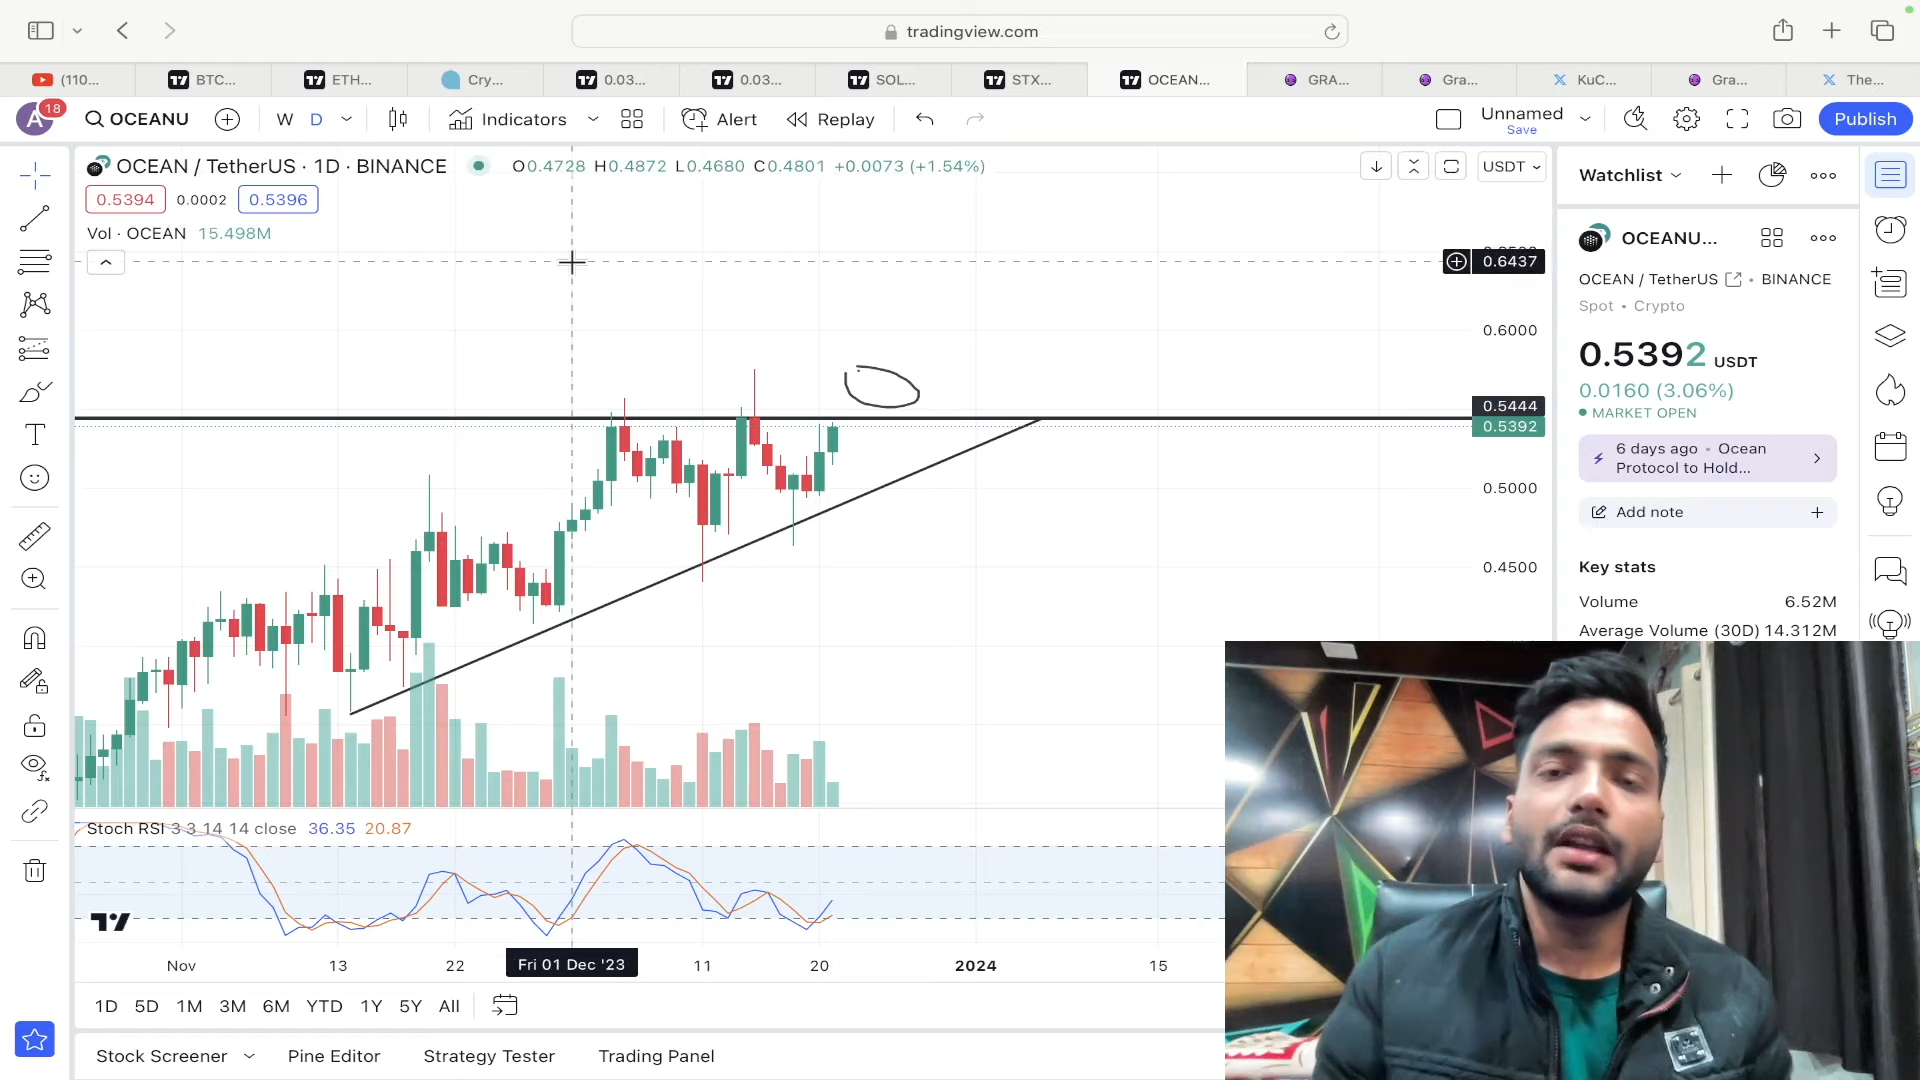 tradingview.com
(110...
BTC...
ETH...
Cry...
0.03...
0.03...
SOL...
STX...
OCEAN...
GRA...
Gra...
KuC...
Gra...
The...
A
18
OCEANU
W
D
Indicators
Alert
Replay
Unnamed
Save
Publish
OCEAN / TetherUS · 1D · BINANCE
O0.4728 H0.4872 L0.4680 C0.4801 +0.0073 (+1.54%)
USDT
0.5394
0.0002
0.5396
Vol · OCEAN 15.498M
0.6437
0.6000
0.5444
0.5392
0.5000
0.4500
Watchlist
OCEANU...
OCEAN / TetherUS • BINANCE
Spot • Crypto
0.5392 USDT
0.0160 (3.06%)
MARKET OPEN
6 days ago • Ocean
Protocol to Hold...
Add note
Key stats
Volume 6.52M
Average Volume (30D) 14.312M
Stoch RSI 3 3 14 14 close 36.35 20.87
Nov
13
22
Fri 01 Dec '23
11
20
2024
15
1D 5D 1M 3M 6M YTD 1Y 5Y All
Stock Screener
Pine Editor
Strategy Tester
Trading Panel